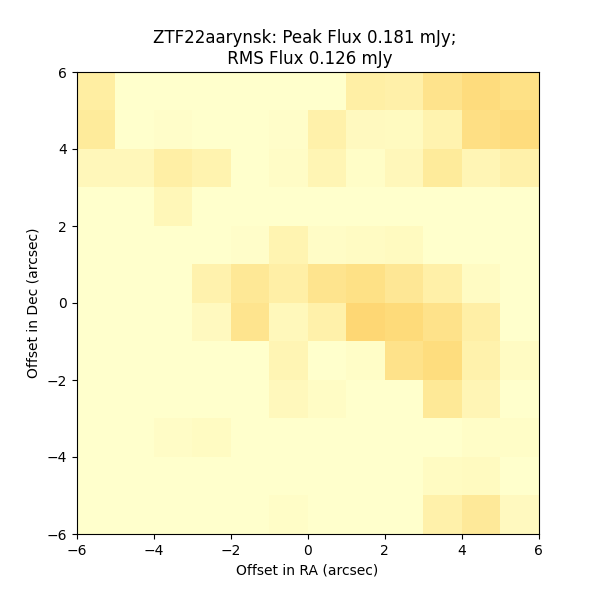 ZTF22aarynsk: Peak Flux 0.181 mJy;
RMS Flux 0.126 mJy
6
4
2
0
−2
−4
−6
Offset in Dec (arcsec)
−6 −4 −2 0 2 4 6
Offset in RA (arcsec)